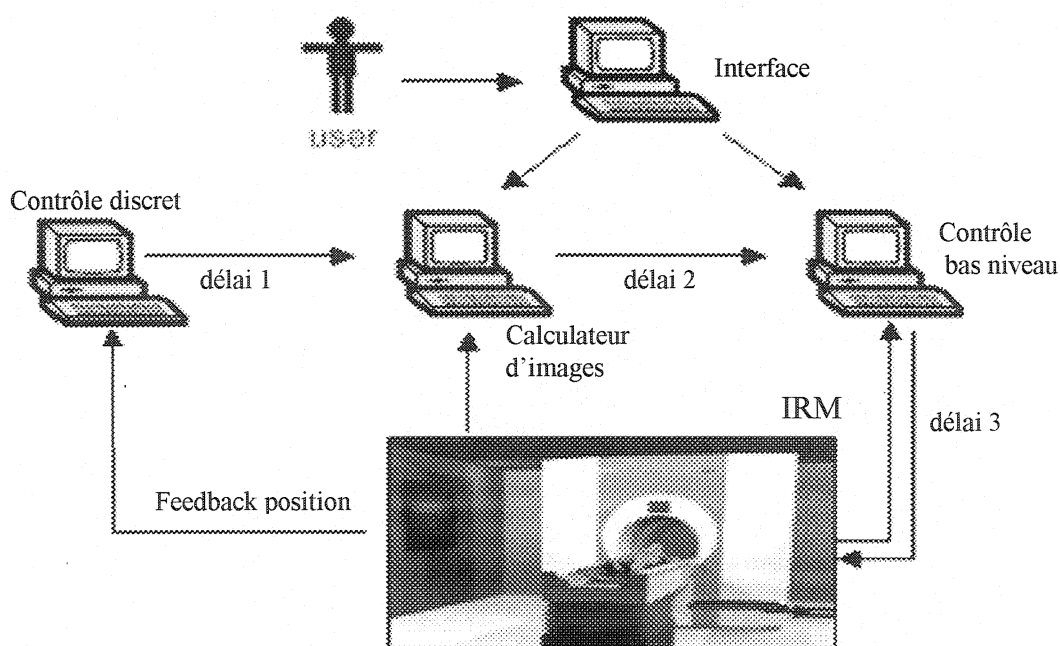 Interface
user
Contrôle discret
Contrôle
bas niveau
délai 1
délai 2
Calculateur
d'images
IRM
délai 3
Feedback position